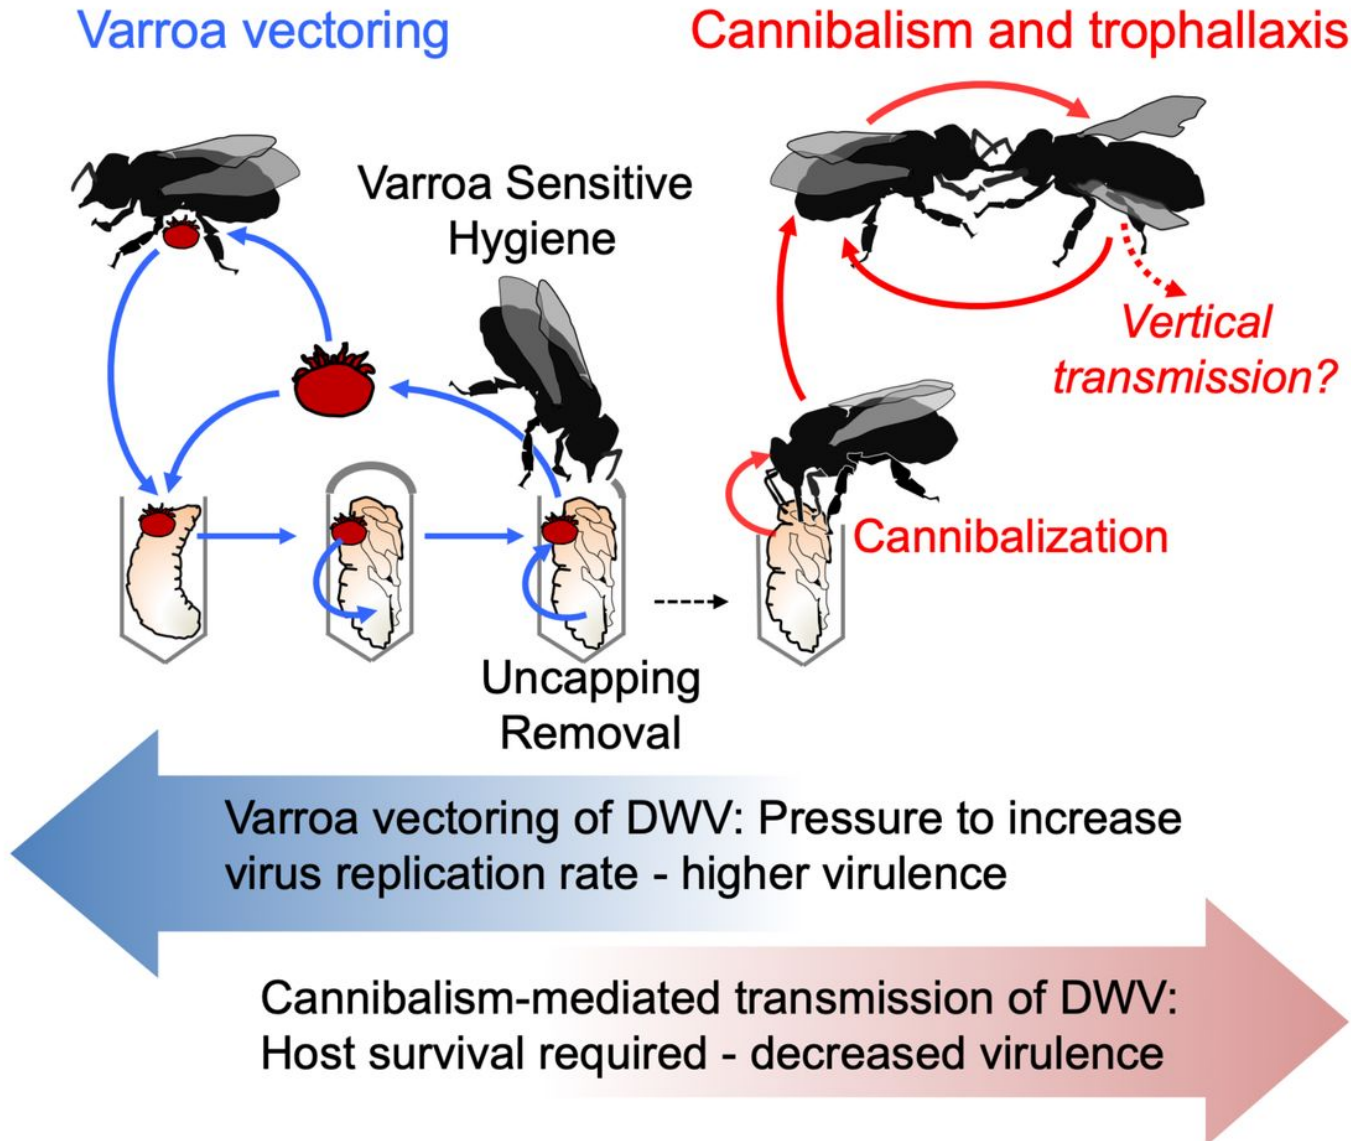 Varroa vectoring
Cannibalism and trophallaxis
Varroa Sensitive
Hygiene
Vertical
transmission?
Cannibalization
Uncapping
Removal
Varroa vectoring of DWV: Pressure to increase
virus replication rate - higher virulence
Cannibalism-mediated transmission of DWV:
Host survival required - decreased virulence